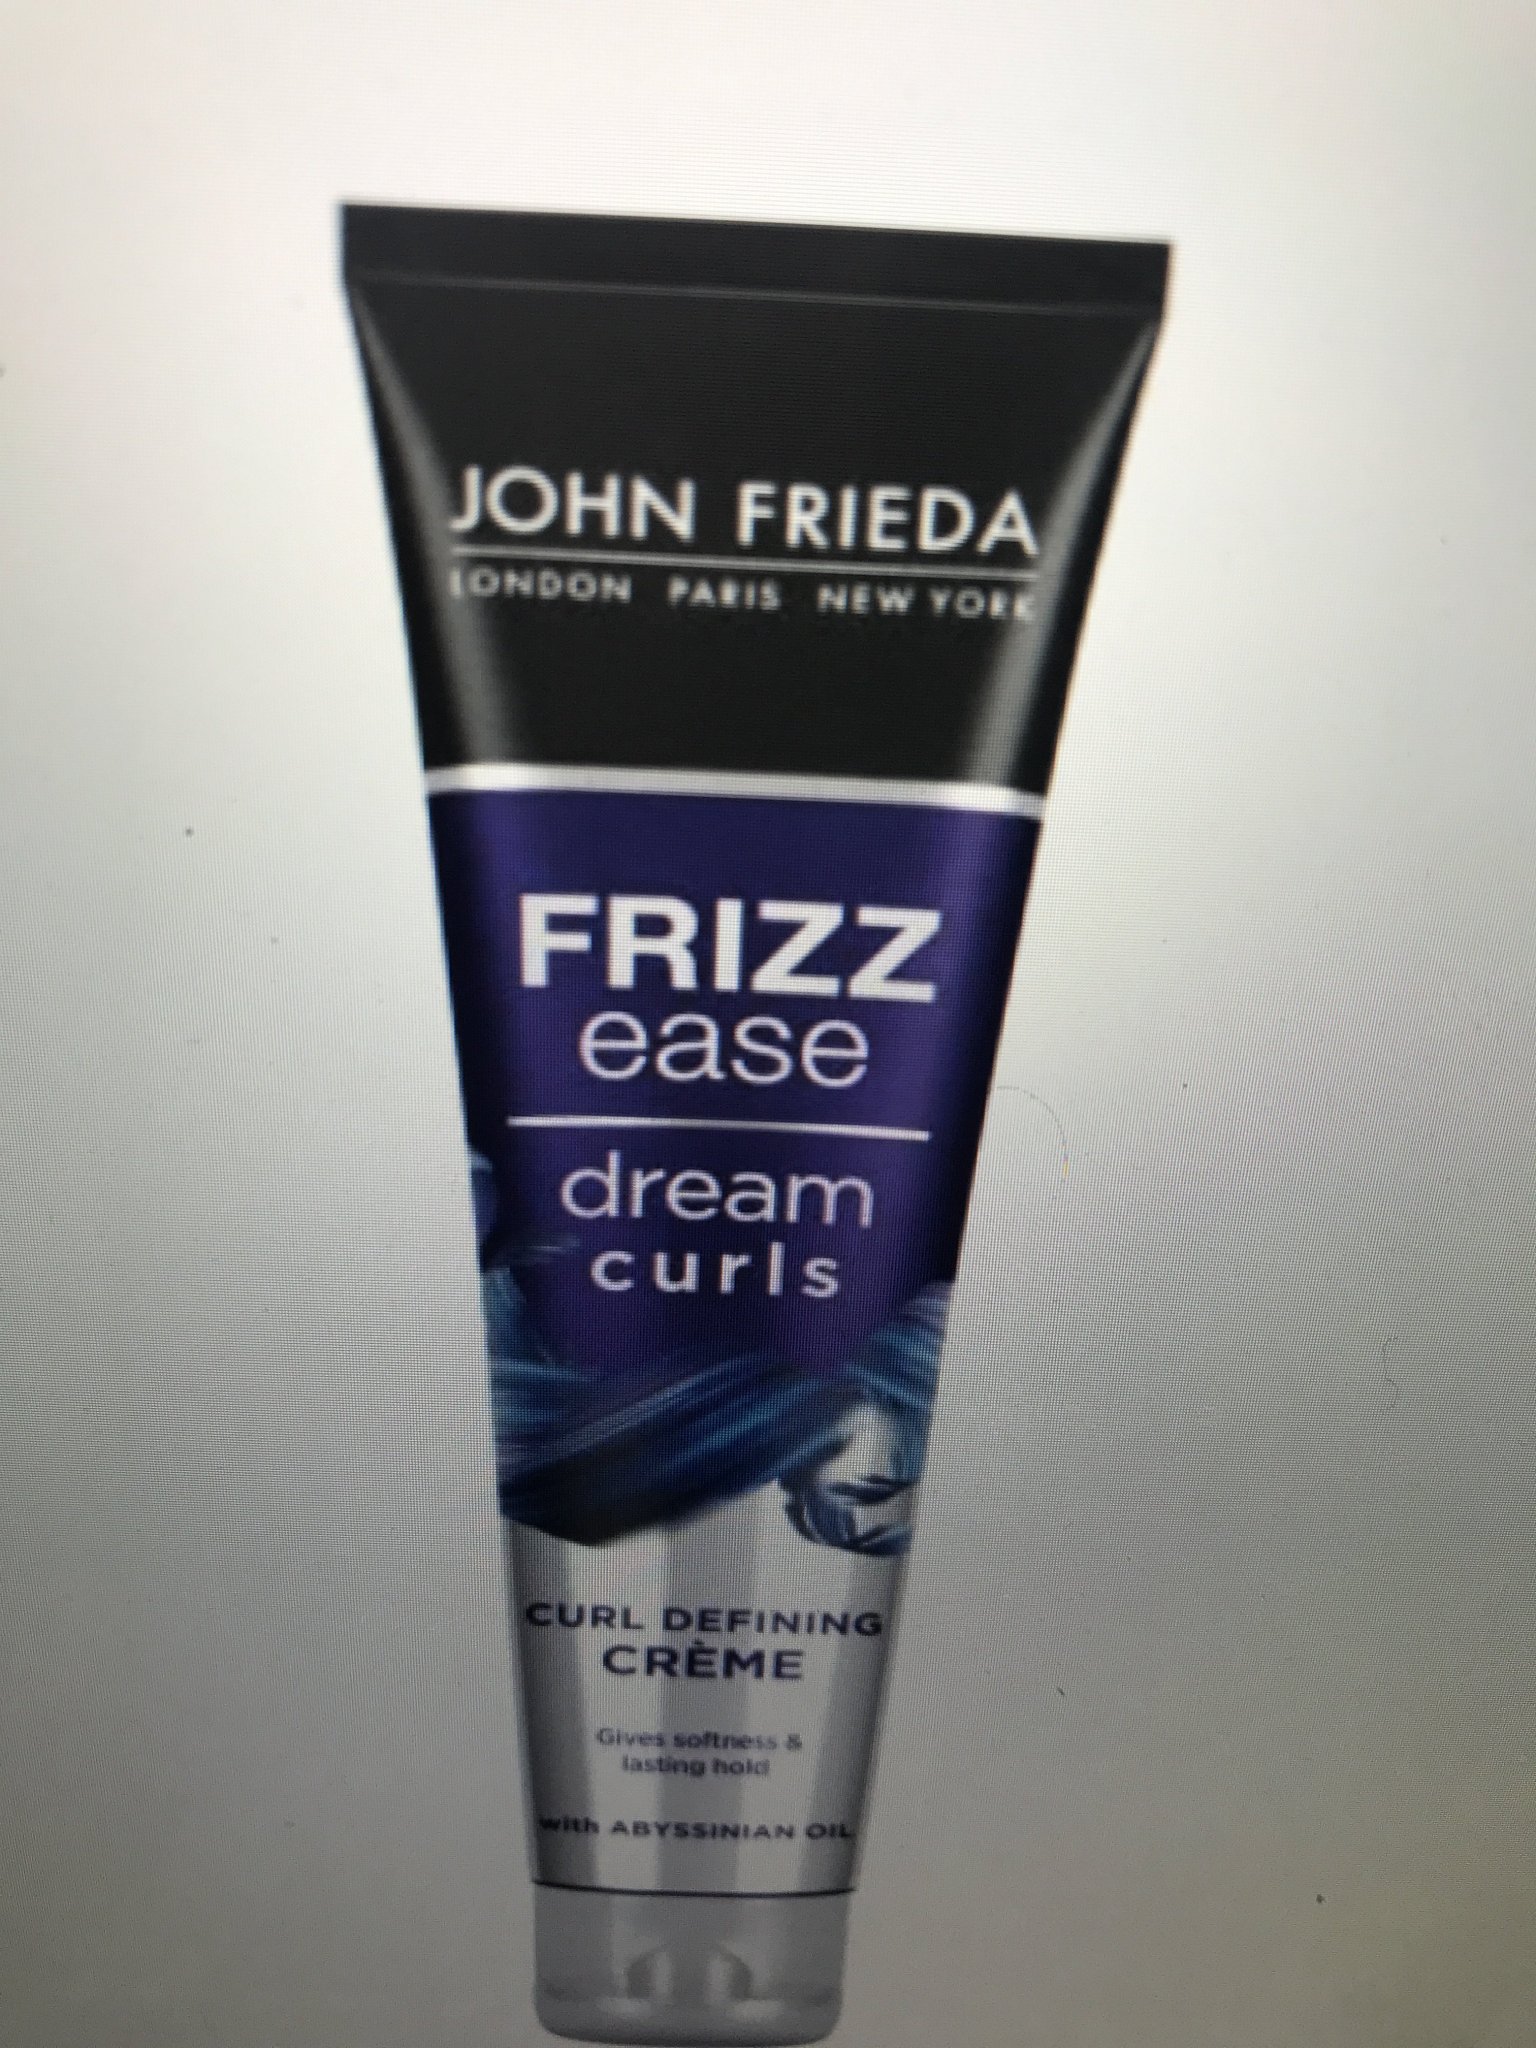 JOHN FRIEDA
LONDON PARIS NEW YORK
FRIZZ
ease
dream
curls
CURL DEFINING
CRÈME
Gives softness &
lasting hold
with ABYSSINIAN OIL